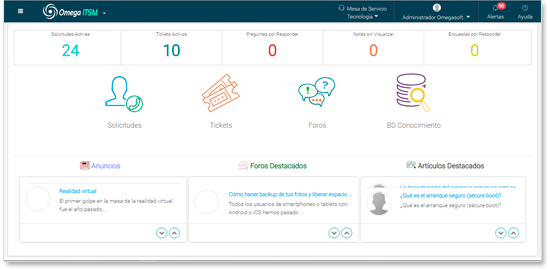 Omega ITSM
Mesa de Servicio
Tecnología
Administrador Omegasoft
95
Alertas
Ayuda
Solicitudes Activas
Tickets Activos
Preguntas por Responder
Notas sin Visualizar
Encuestas por Responder
24
10
0
0
0
Solicitudes
Tickets
Foros
BD Conocimiento
Anuncios
Foros Destacados
Artículos Destacados
Realidad virtual
El primer golpe en la mesa de la realidad virtual
fue el año pasado...
Cómo hacer backup de tus fotos y liberar espacio ...
Todos los usuarios de smartphones o tablets con
Android o iOS hemos pasado ...
¿Qué es el arranque seguro (secure boot)?
¿Qué es el arranque seguro (secure boot)?